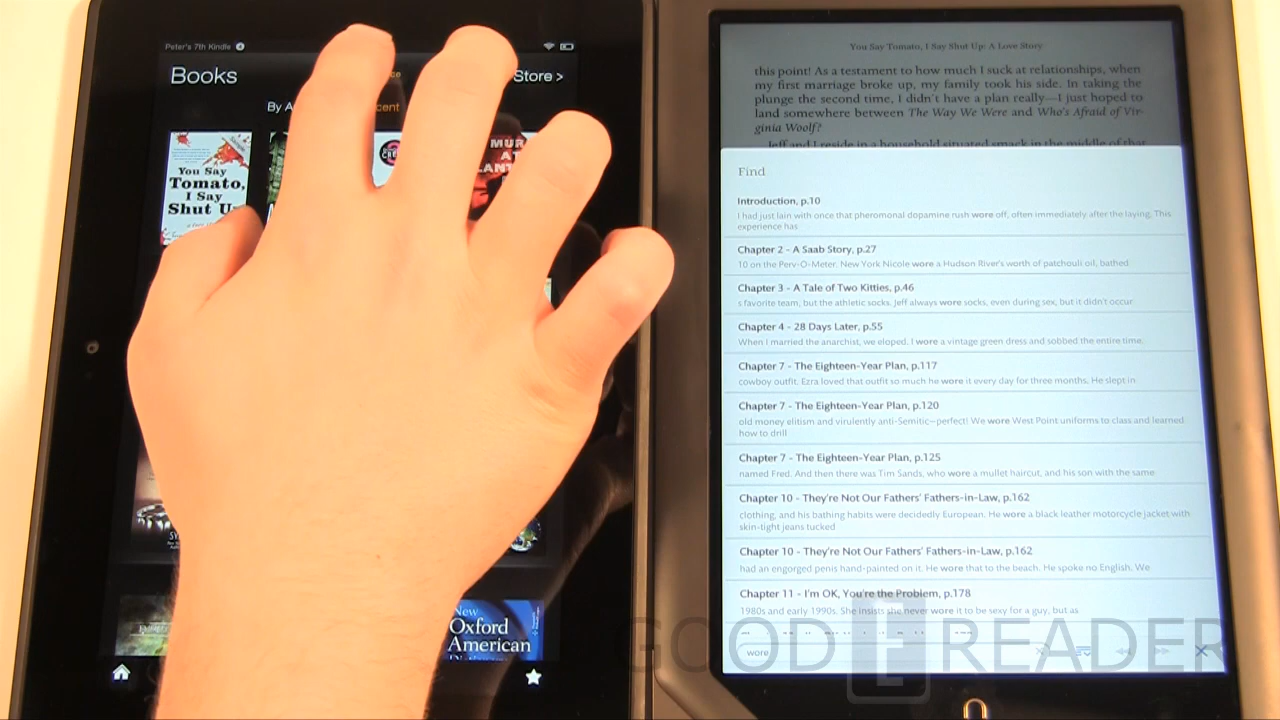 Peter's 7th Kindle 4
Books
Store >
By A
cent
You Say
Tomato,
I Say
Shut U
MUR
AT
LANT
New
Oxford
American
You Say Tomato, I Say Shut Up: A Love Story
this point! As a testament to how much I suck at relationships, when
my first marriage broke up, my family took his side. In taking the
plunge the second time, I didn't have a plan really—I just hoped to
land somewhere between The Way We Were and Who's Afraid of Vir-
ginia Woolf?
Jeff and I reside in a household situated smack in the middle of that
Find
Introduction, p.10
I had just lain with once that pheromonal dopamine rush wore off, often immediately after the laying, This
experience has
Chapter 2 - A Saab Story, p.27
10 on the Perv-O-Meter. New York Nicole wore a Hudson River's worth of patchouli oil, bathed
Chapter 3 - A Tale of Two Kitties, p.46
s favorite team, but the athletic socks. Jeff always wore socks, even during sex, but it didn't occur
Chapter 4 - 28 Days Later, p.55
When I married the anarchist, we eloped. I wore a vintage green dress and sobbed the entire time.
Chapter 7 - The Eighteen-Year Plan, p.117
cowboy outfit. Ezra loved that outfit so much he wore it every day for three months. He slept in
Chapter 7 - The Eighteen-Year Plan, p.120
old money elitism and virulently anti-Semitic—perfect! We wore West Point uniforms to class and learned
how to drill
Chapter 7 - The Eighteen-Year Plan, p.125
named Fred. And then there was Tim Sands, who wore a mullet haircut, and his son with the same
Chapter 10 - They're Not Our Fathers' Fathers-in-Law, p.162
clothing, and his bathing habits were decidedly European. He wore a black leather motorcycle jacket with
skin-tight jeans tucked
Chapter 10 - They're Not Our Fathers' Fathers-in-Law, p.162
had an engorged penis hand-painted on it. He wore that to the beach. He spoke no English. We
Chapter 11 - I'm OK, You're the Problem, p.178
1980s and early 1990s. She insists she never wore it to be sexy for a guy, but as
wore
GOOD E READER